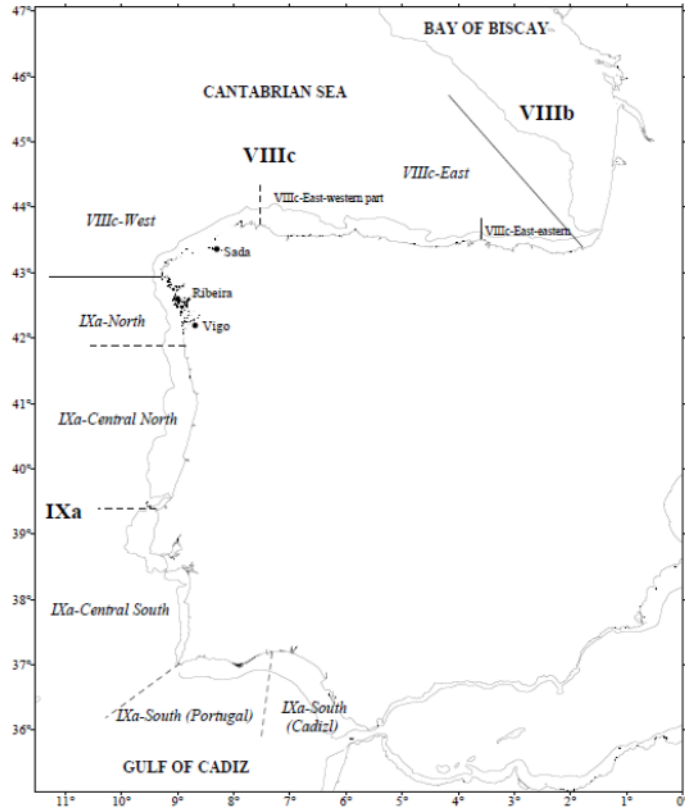 47°
BAY OF BISCAY
46°
CANTABRIAN SEA
VIIIb
45°
VIIIc
VIIIc-East
44°
VIIIc-East-western part
VIIIc-West
VIIIc-East-eastern
Sada
43°
Ribeira
IXa-North
Vigo
42°
41°
IXa-Central North
40°
IXa
39°
38°
IXa-Central South
37°
IXa-South (Portugal)
IXa-South
(Cadizl)
36°
GULF OF CADIZ
11° 10° 9° 8° 7° 6° 5° 4° 3° 2° 1° 0°